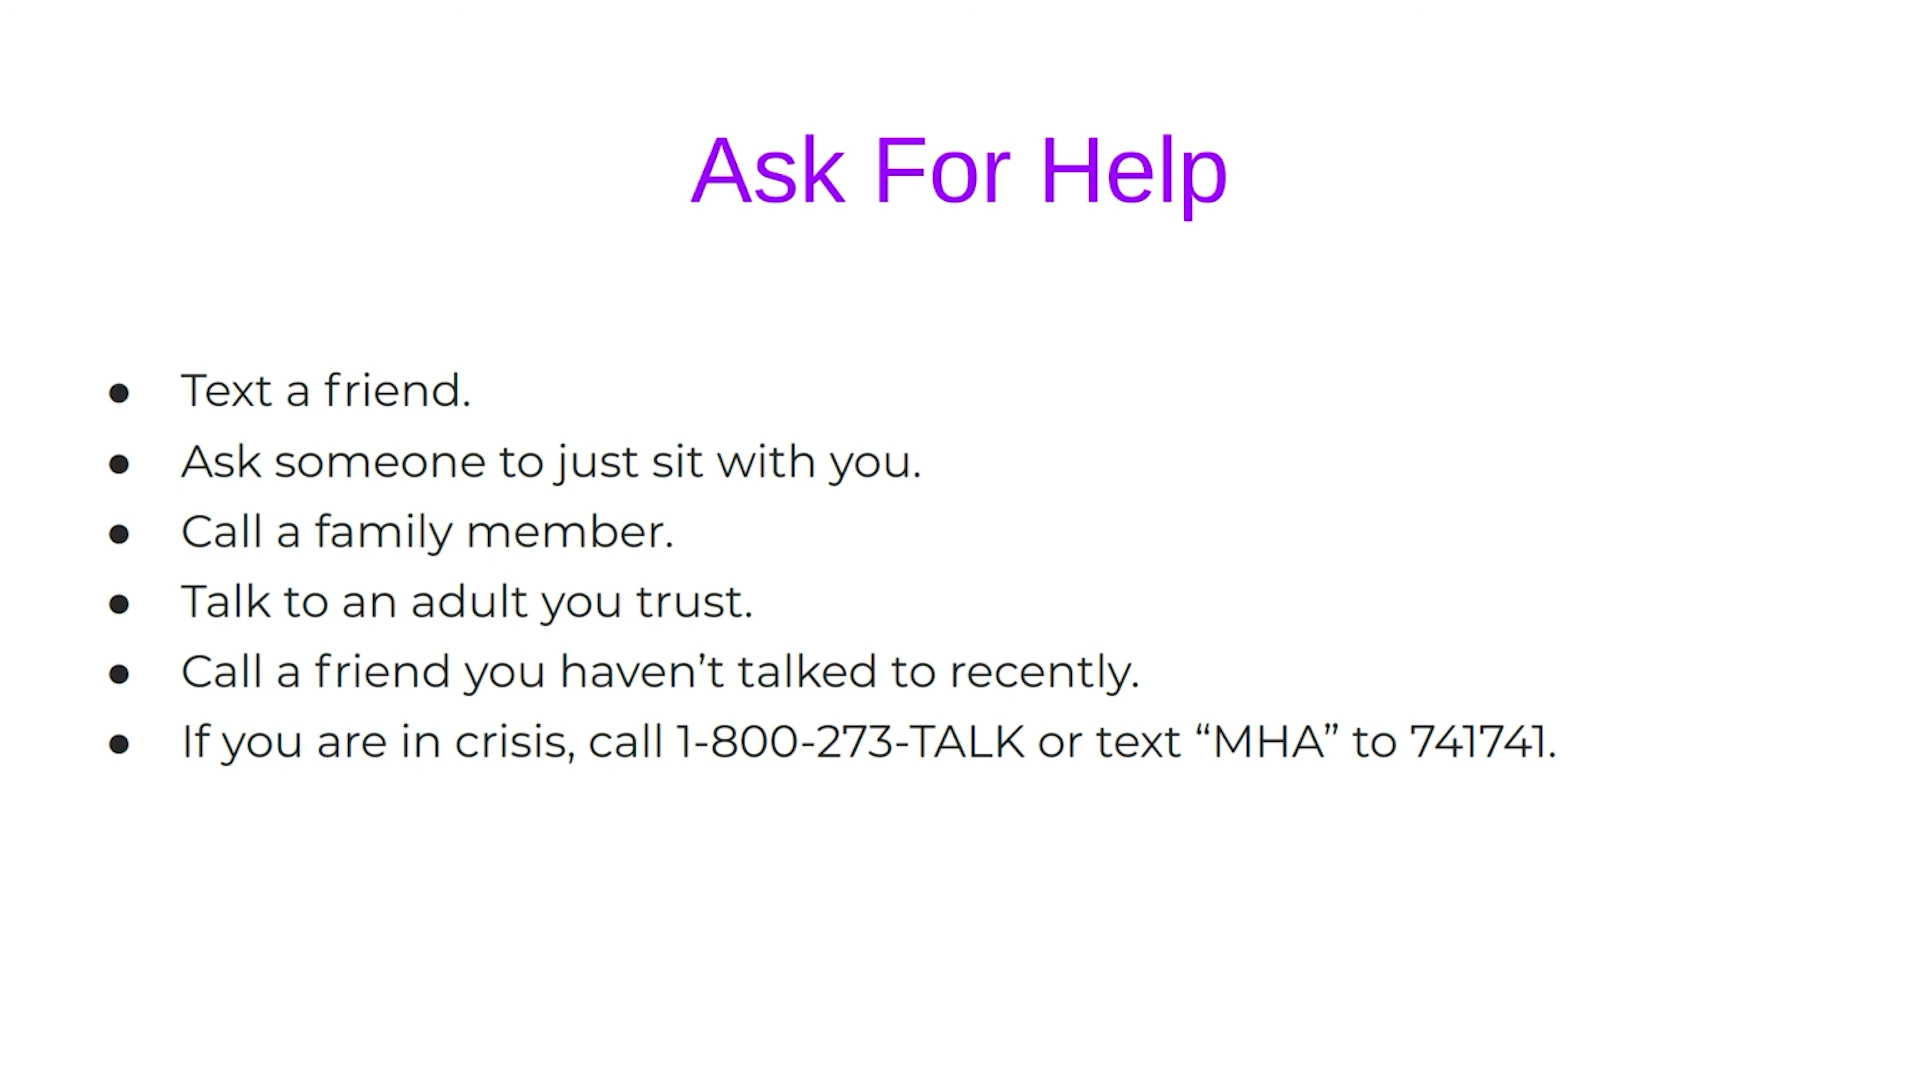 Ask For Help
● Text a friend.
● Ask someone to just sit with you.
● Call a family member.
● Talk to an adult you trust.
● Call a friend you haven’t talked to recently.
● If you are in crisis, call 1-800-273-TALK or text “MHA” to 741741.